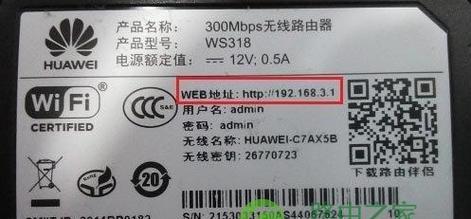 HUAWEI
产品名称: 300Mbps无线路由器
产品型号: WS318
电源额定值: 12V; 0.5A
WiFi
CERTIFIED
CCC
S&E
WEB地址: http://192.168.3.1
用户名: admin
密码: admin
无线名称: HUAWEI-C7AX5B
无线密钥: 26770723
20
下载路由伴侣